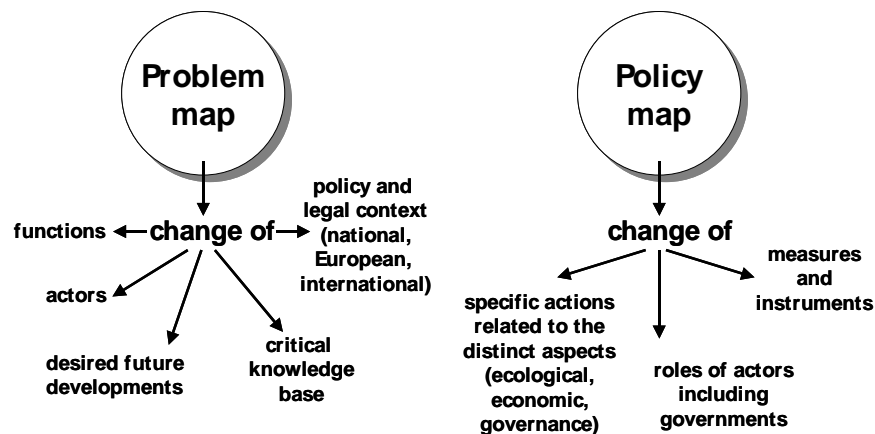 Problem
map
policy and
legal context
(national,
European,
international)
functions
change of
actors
desired future
developments
critical
knowledge
base
Policy
map
change of
measures
and
instruments
specific actions
related to the
distinct aspects
(ecological,
economic,
governance)
roles of actors
including
governments